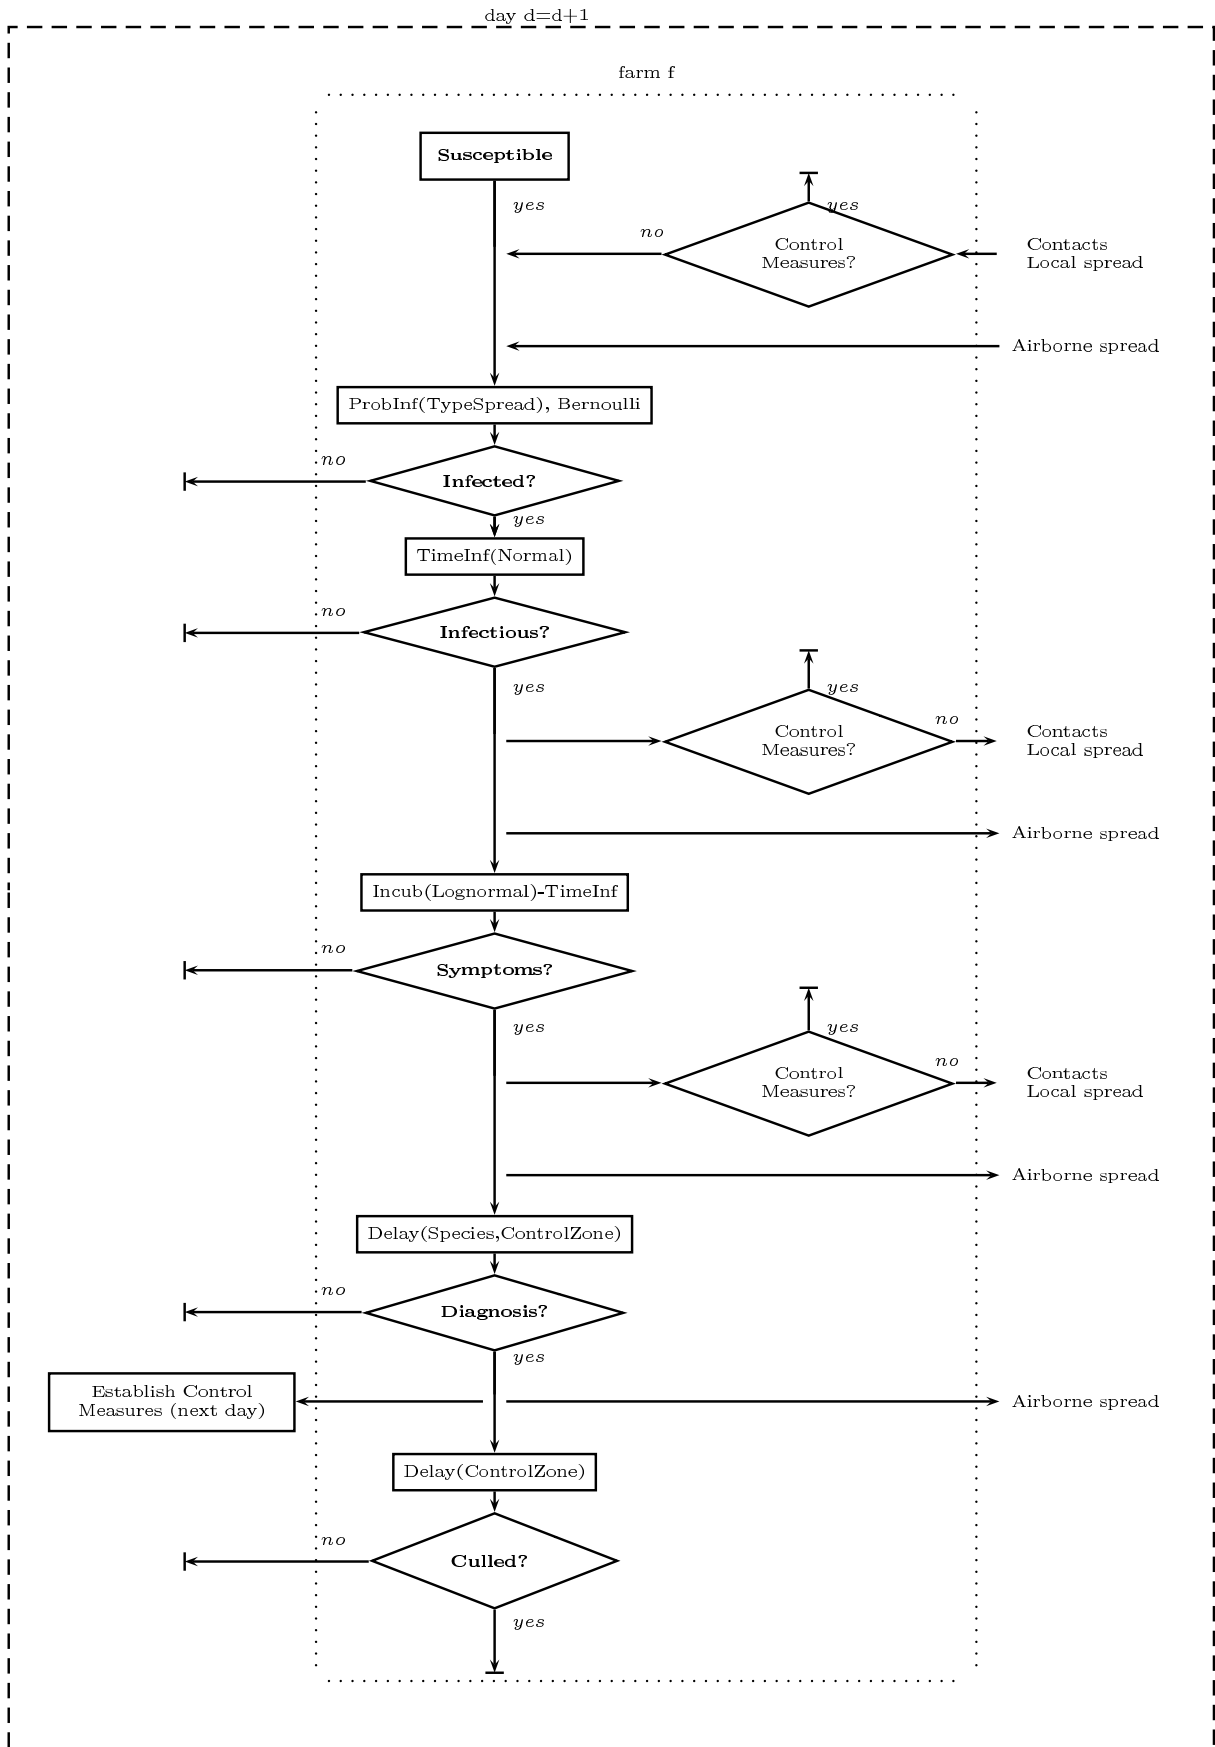 day d=d+1
farm f
Susceptible
yes
yes
no
Control
Measures?
Contacts
Local spread
Airborne spread
ProbInf(TypeSpread), Bernoulli
no
Infected?
yes
TimeInf(Normal)
no
Infectious?
yes
yes
no
Control
Measures?
Contacts
Local spread
Airborne spread
Incub(Lognormal)-TimeInf
no
Symptoms?
yes
yes
no
Control
Measures?
Contacts
Local spread
Airborne spread
Delay(Species,ControlZone)
no
Diagnosis?
yes
Establish Control
Measures (next day)
Airborne spread
Delay(ControlZone)
no
Culled?
yes